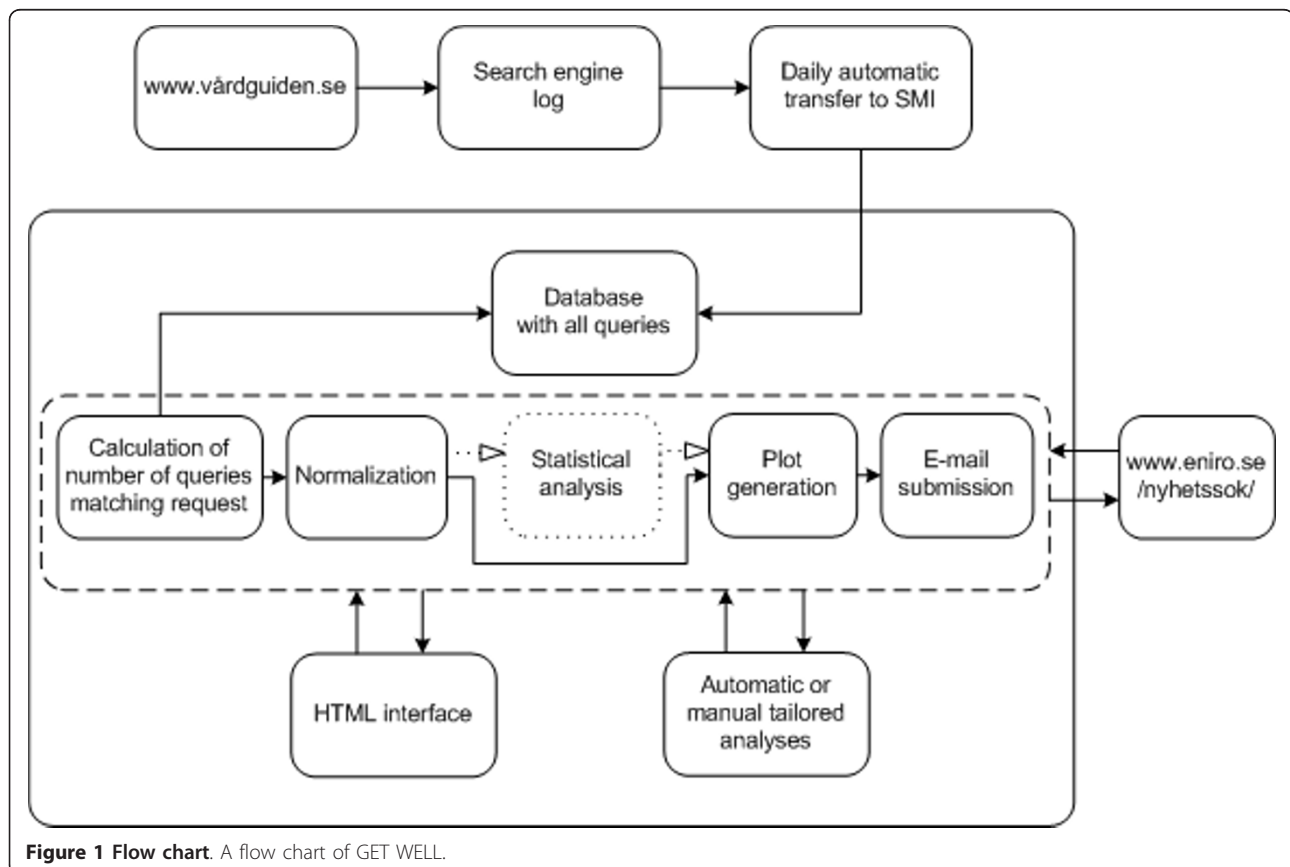 www.vårdguiden.se
Search engine
log
Daily automatic
transfer to SMI
Database
with all queries
Calculation of
number of queries
matching request
Normalization
Statistical
analysis
Plot
generation
E-mail
submission
www.eniro.se
/nyhetssok/
HTML interface
Automatic or
manual tailored
analyses
Figure 1 Flow chart. A flow chart of GET WELL.